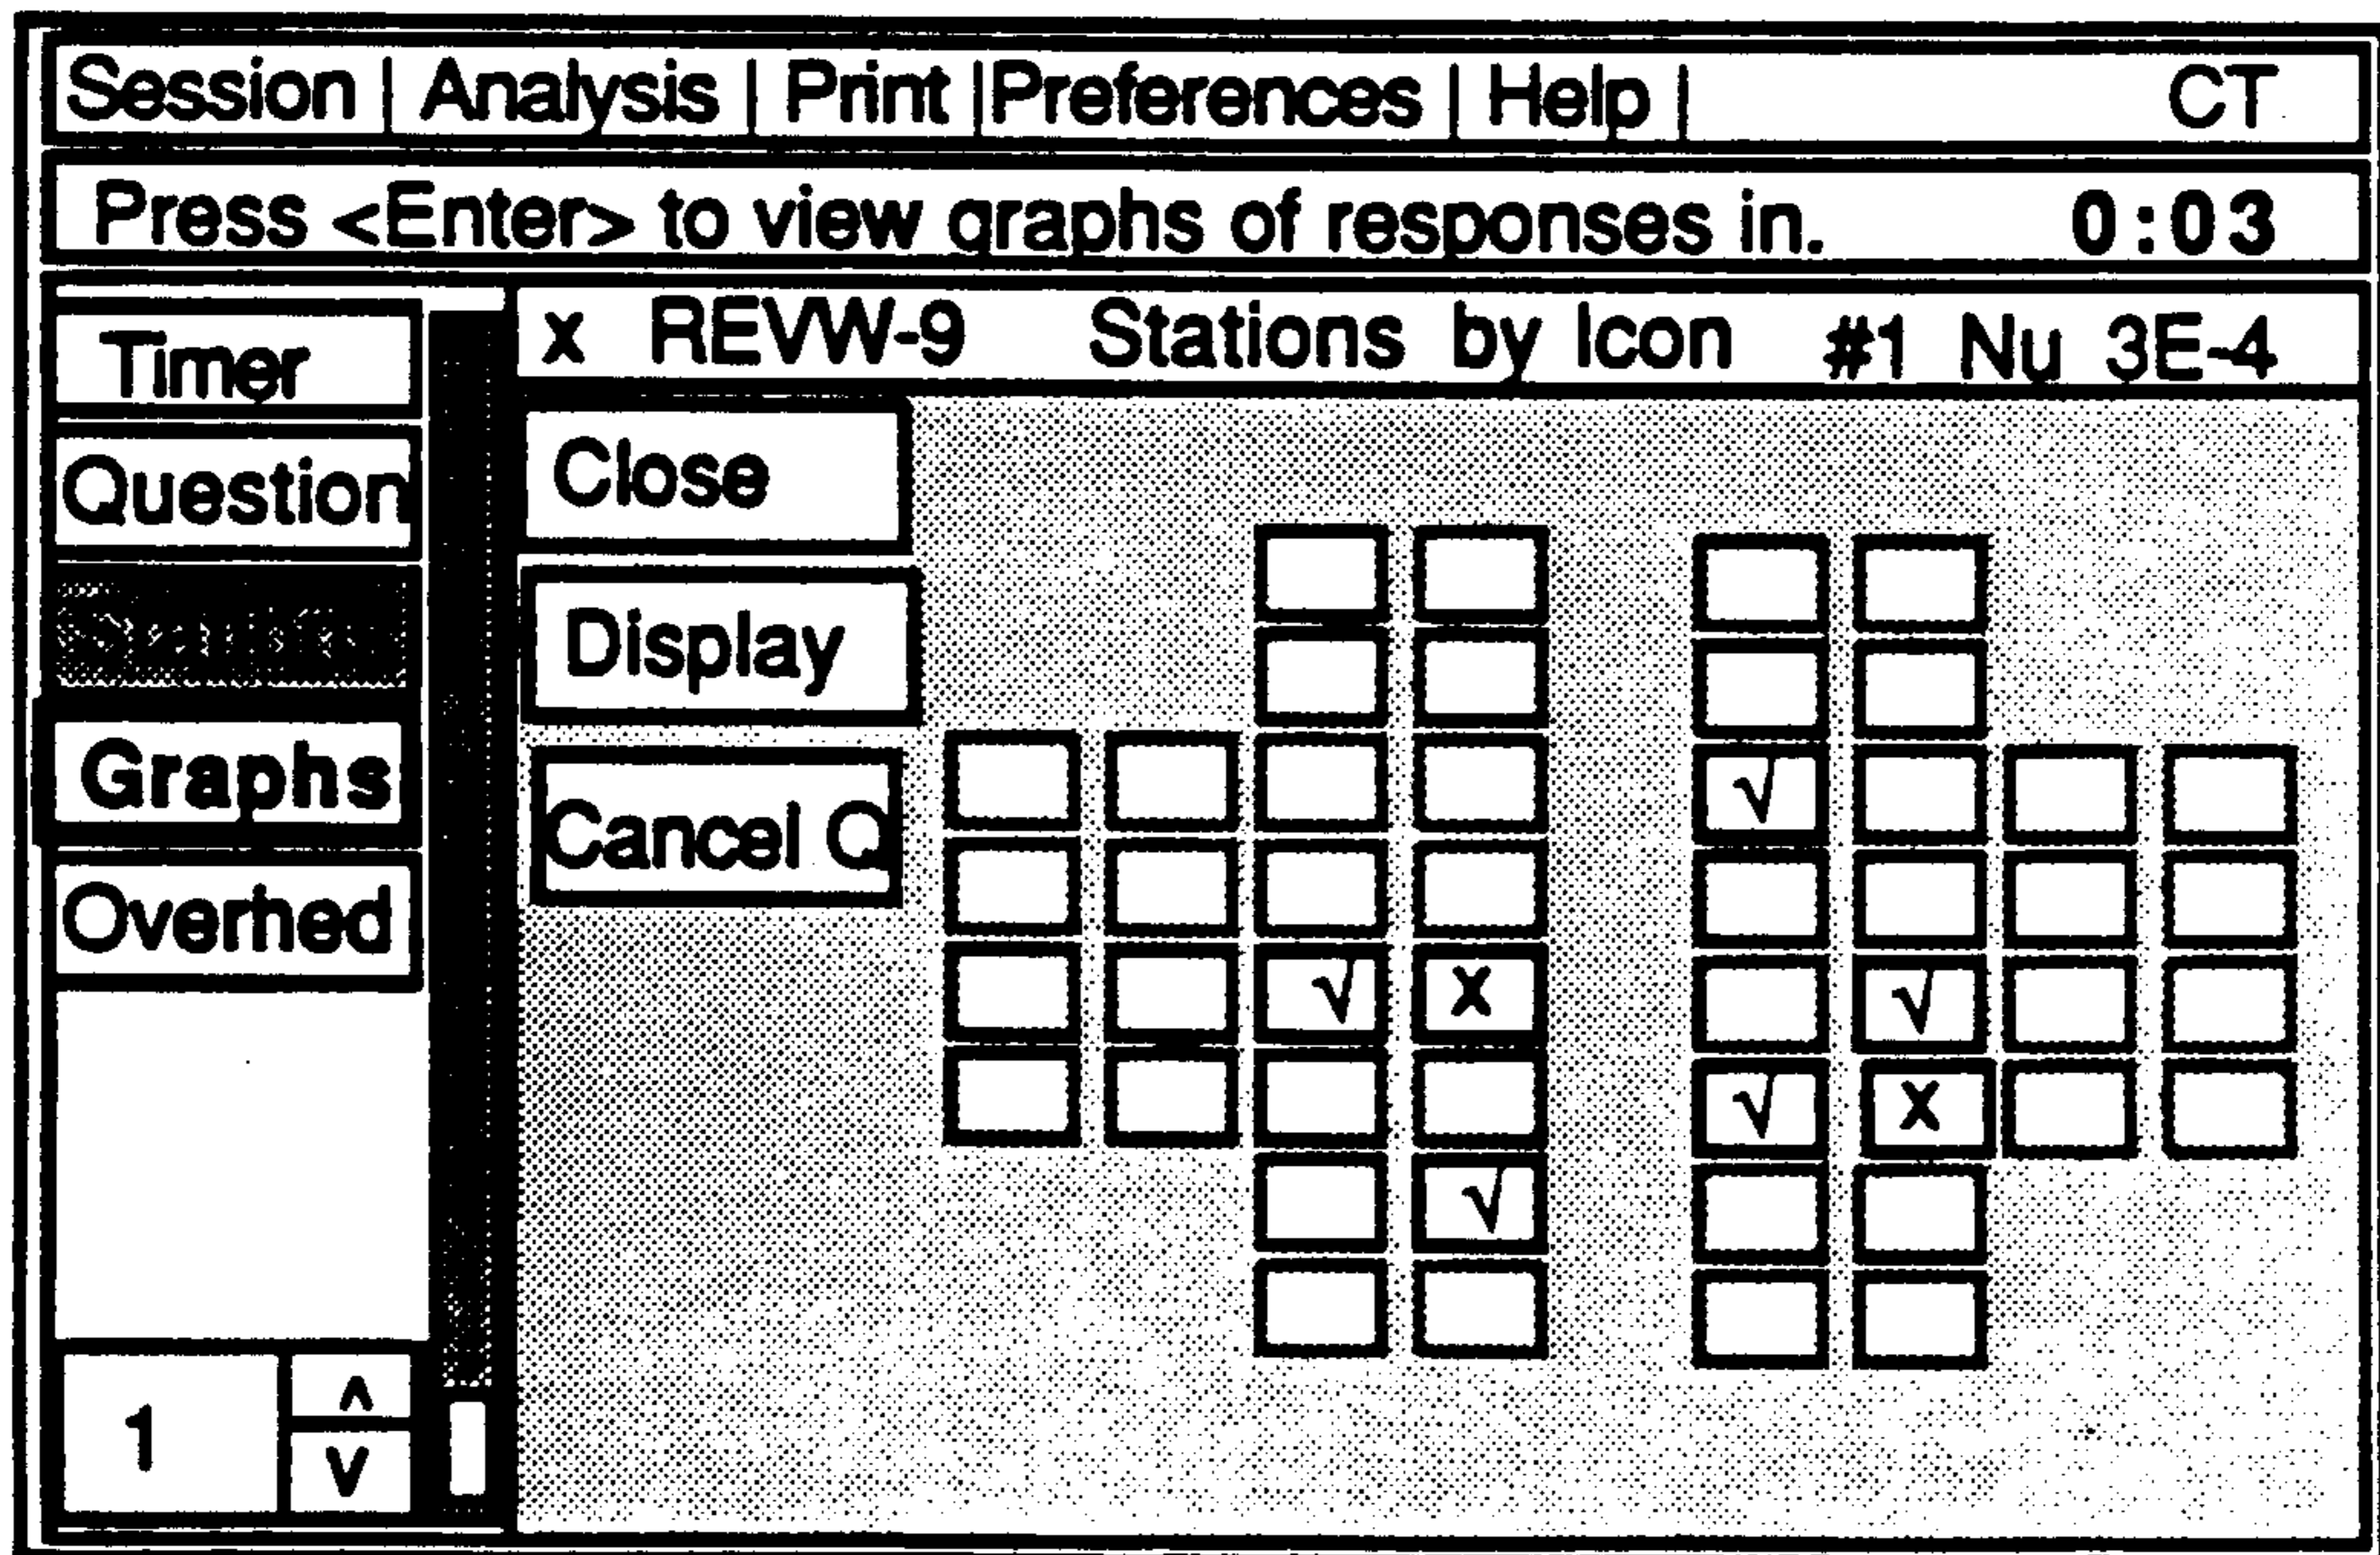 Session | Analysis | Print | Preferences | Help | CT
Press <Enter> to view graphs of responses in. 0:03
x REVW-9 Stations by Icon #1 Nu 3E-4
Timer
Question
Graphs
Overhed
1
^
v
Close
Display
Cancel Q
√
√ x √
√ x
√